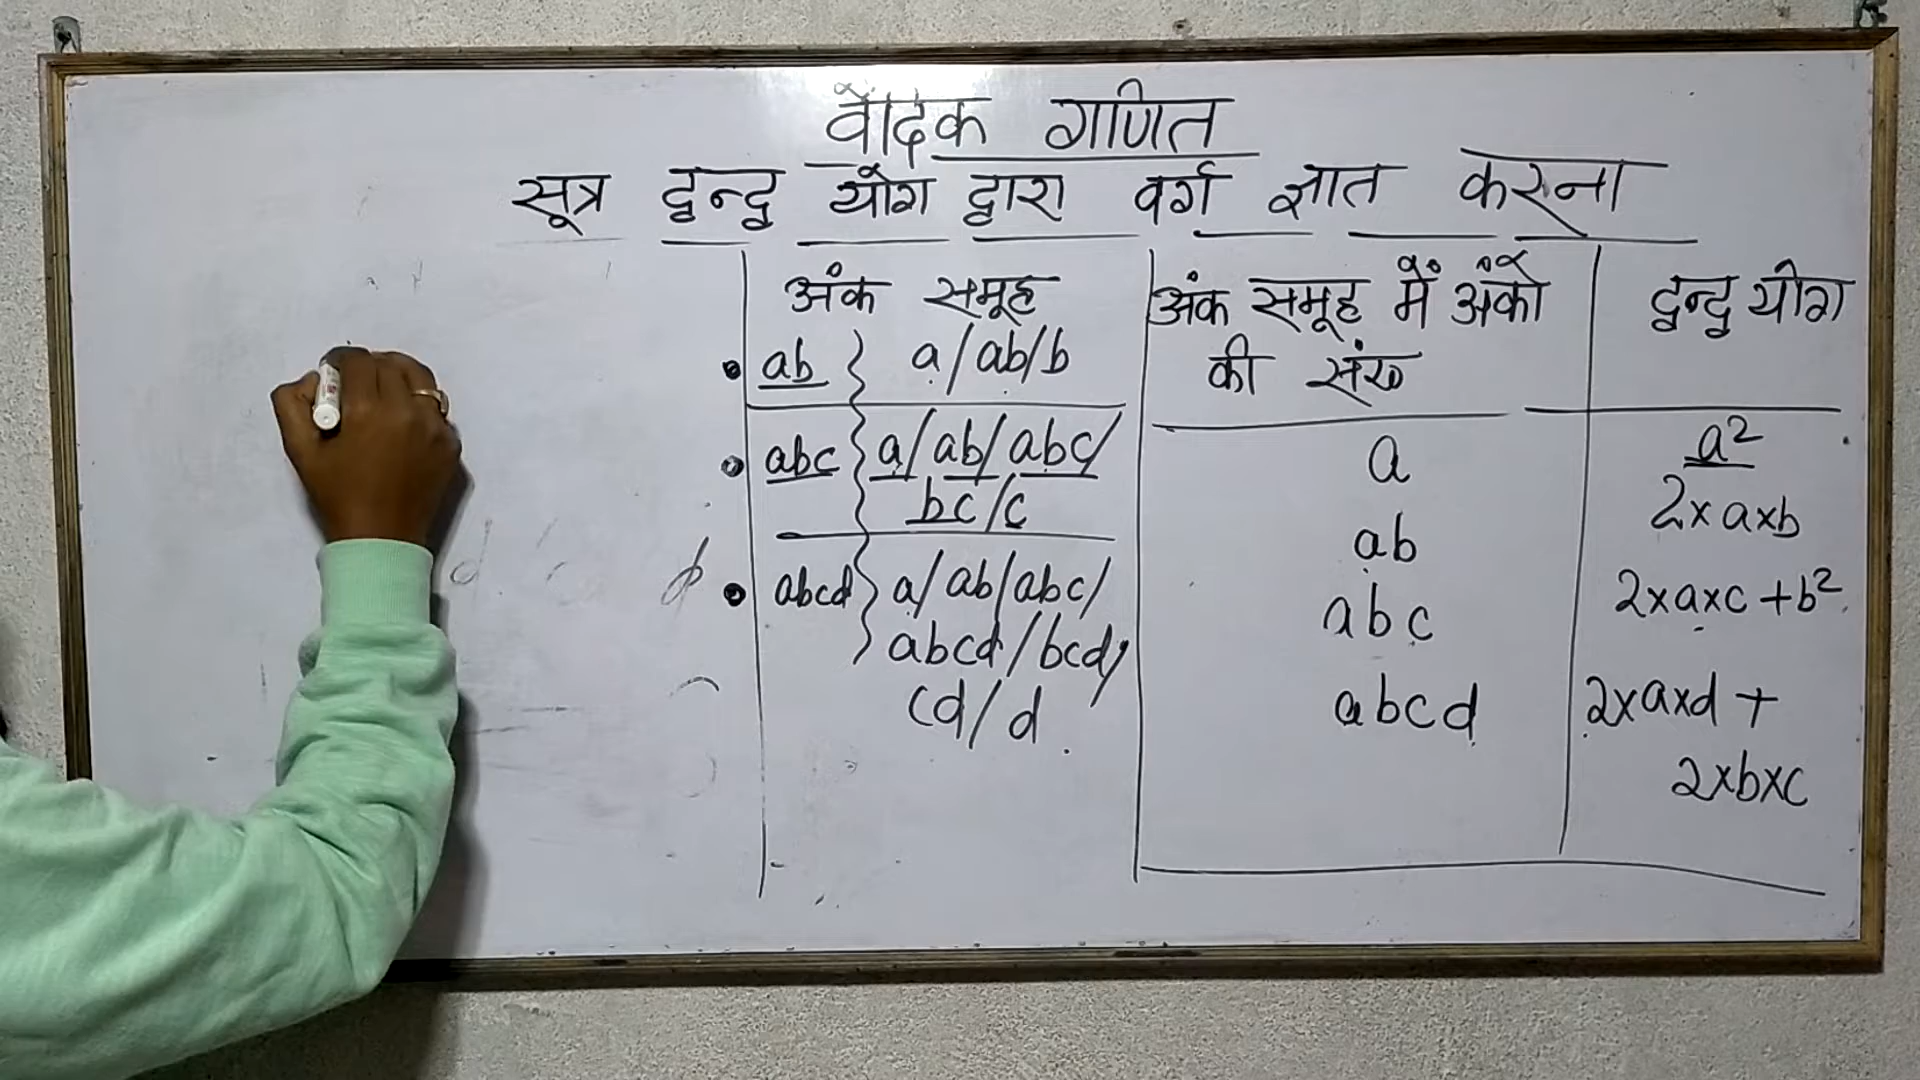 वैदिक गणित
सूत्र द्वन्द्व योग द्वारा वर्ग ज्ञात करना
अंक समूह
ab } a/ab/b
abc } a/ab/abc/
bc/c
abcd } a/ab/abc/
abcd/bcd/
cd/d
अंक समूह में अंको
की संख
a
ab
abc
abcd
द्वन्द्व योग
a²
2×a×b
2×a×c+b²
2×a×d+
2×b×c